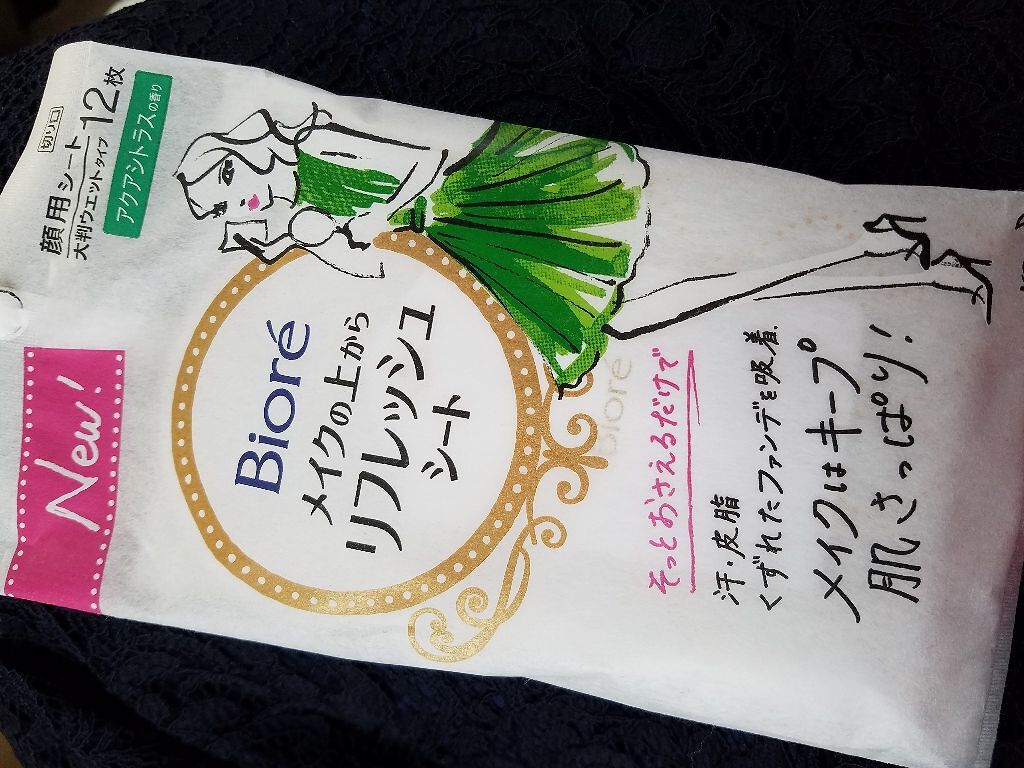 切り口
顔用シート
大判ウェットタイプ
12枚
アクアシトラスの香り
New!
Bioré
メイクの上から
リフレッシュ
シート
Bioré
そっとおさえるだけで
汗・皮脂
くずれたファンデを吸着、
メイクはキープ
肌さっぱり!